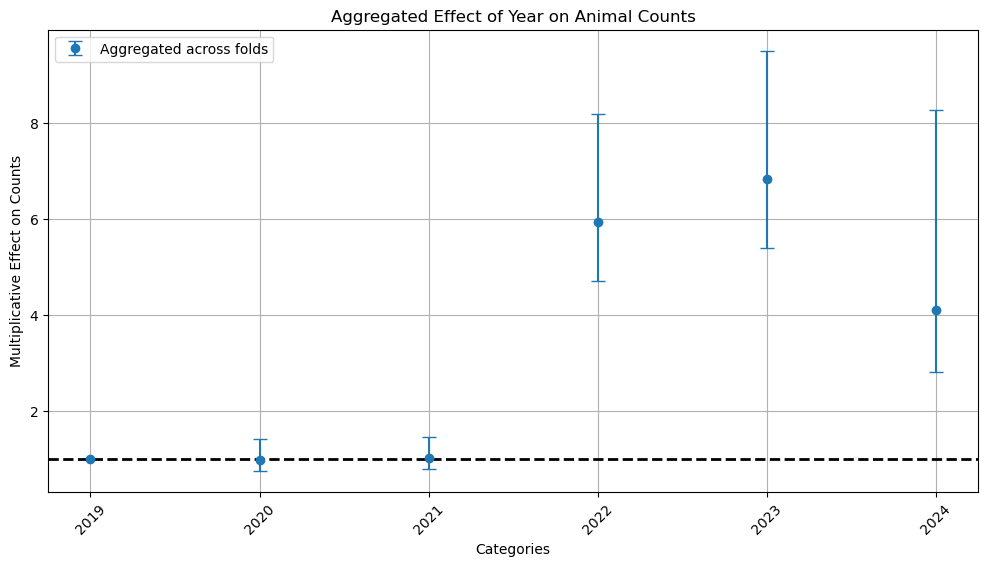 Aggregated Effect of Year on Animal Counts
Aggregated across folds
Multiplicative Effect on Counts
8
6
4
2
2019
2020
2021
2022
2023
2024
Categories